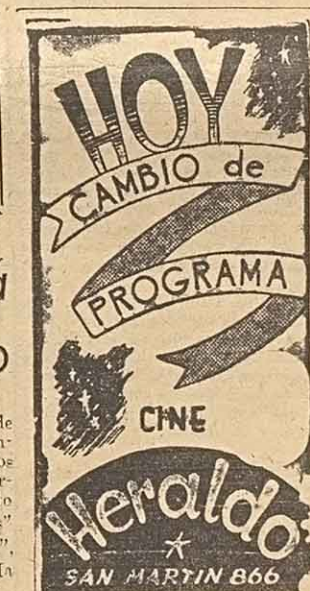 HOY
CAMBIO de
PROGRAMA
CINE
Heraldo
SAN MARTIN 866